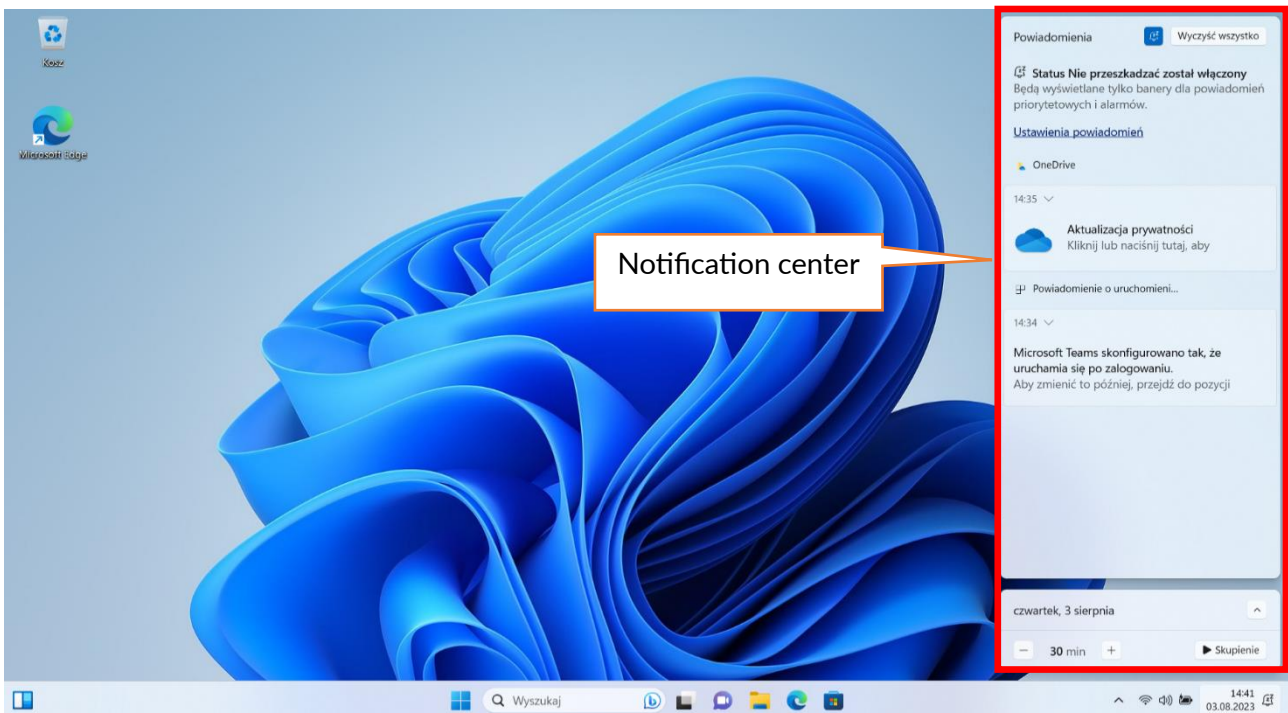 Kosz
Microsoft Edge
Notification center
Powiadomienia
Wyczyść wszystko
Status Nie przeszkadzać został włączony
Będą wyświetlane tylko banery dla powiadomień
priorytetowych i alarmów.
Ustawienia powiadomień
OneDrive
14:35
Aktualizacja prywatności
Kliknij lub naciśnij tutaj, aby
Powiadomienie o uruchomieni...
14:34
Microsoft Teams skonfigurowano tak, że
uruchamia się po zalogowaniu.
Aby zmienić to później, przejdź do pozycji
czwartek, 3 sierpnia
30 min
Skupienie
Wyszukaj
14:41
03.08.2023